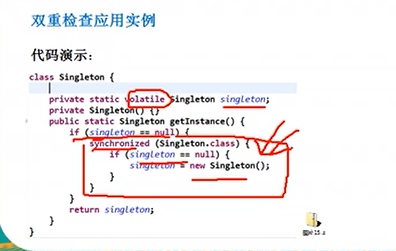 双重检查应用实例
代码演示:
class Singleton {
private static volatile Singleton singleton;
private Singleton() {}
public static Singleton getInstance() {
if (singleton == null) {
synchronized (Singleton.class) {
if (singleton == null) {
singleton = new Singleton();
}
}
}
return singleton;
}
}